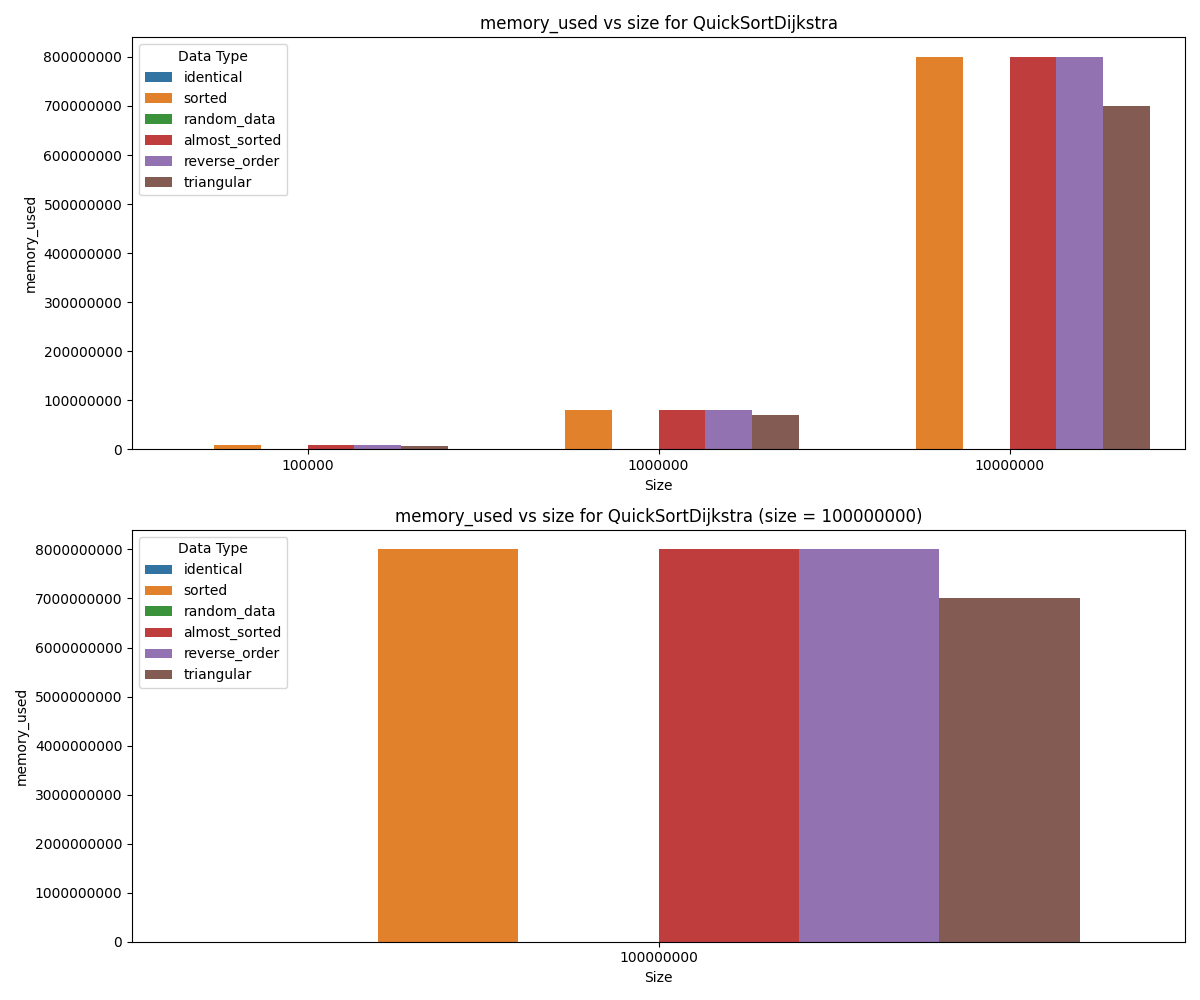 memory_used vs size for QuickSortDijkstra
Data Type
identical
sorted
random_data
almost_sorted
reverse_order
triangular
memory_used
800000000
700000000
600000000
500000000
400000000
300000000
200000000
100000000
0
100000
1000000
10000000
Size
memory_used vs size for QuickSortDijkstra (size = 100000000)
Data Type
identical
sorted
random_data
almost_sorted
reverse_order
triangular
memory_used
8000000000
7000000000
6000000000
5000000000
4000000000
3000000000
2000000000
1000000000
0
100000000
Size